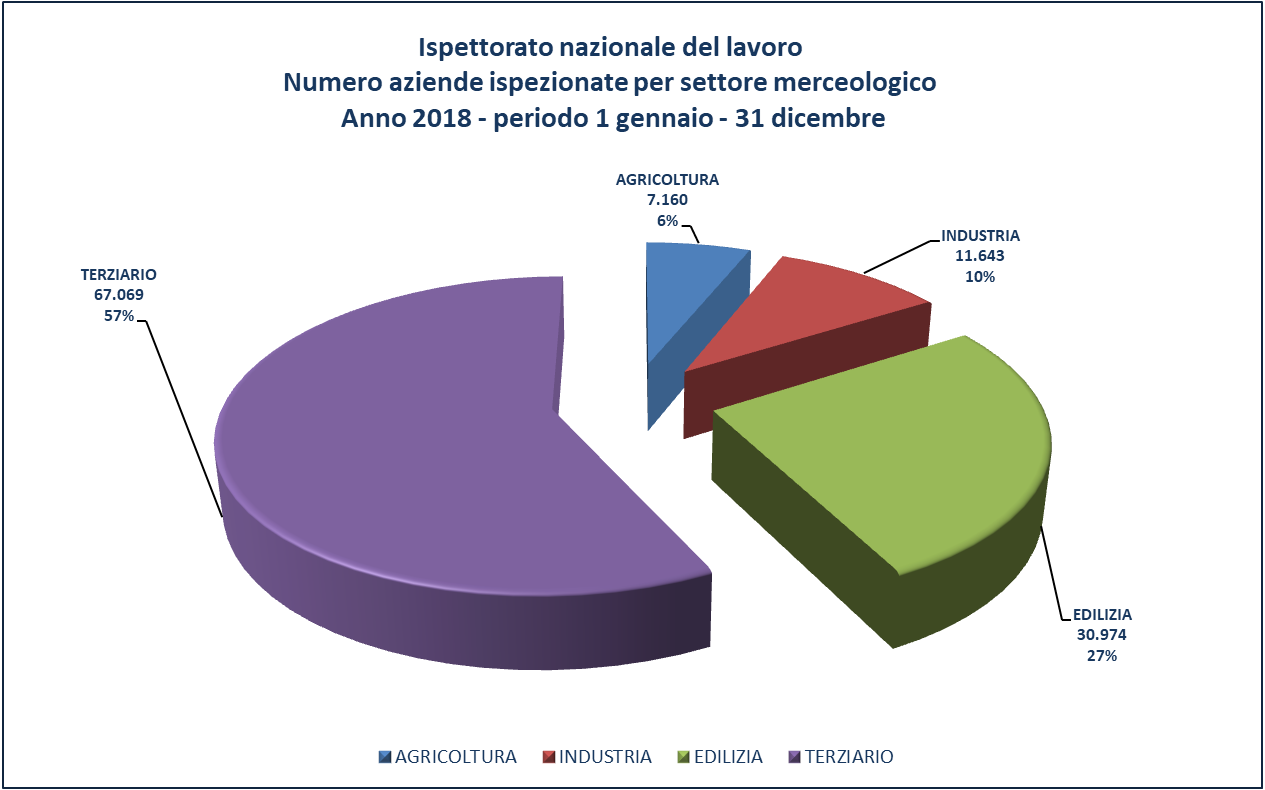 Ispettorato nazionale del lavoro
Numero aziende ispezionate per settore merceologico
Anno 2018 - periodo 1 gennaio - 31 dicembre
AGRICOLTURA
7.160
6%
INDUSTRIA
11.643
10%
TERZIARIO
67.069
57%
EDILIZIA
30.974
27%
AGRICOLTURA INDUSTRIA EDILIZIA TERZIARIO